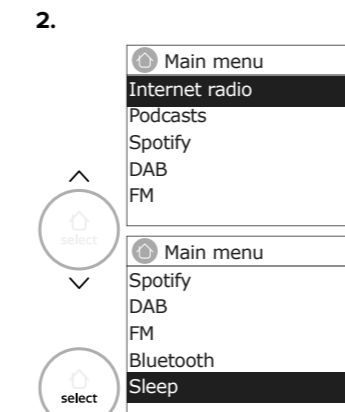 2.
Main menu
Internet radio
Podcasts
Spotify
DAB
FM
select
Main menu
Spotify
DAB
FM
Bluetooth
Sleep
select